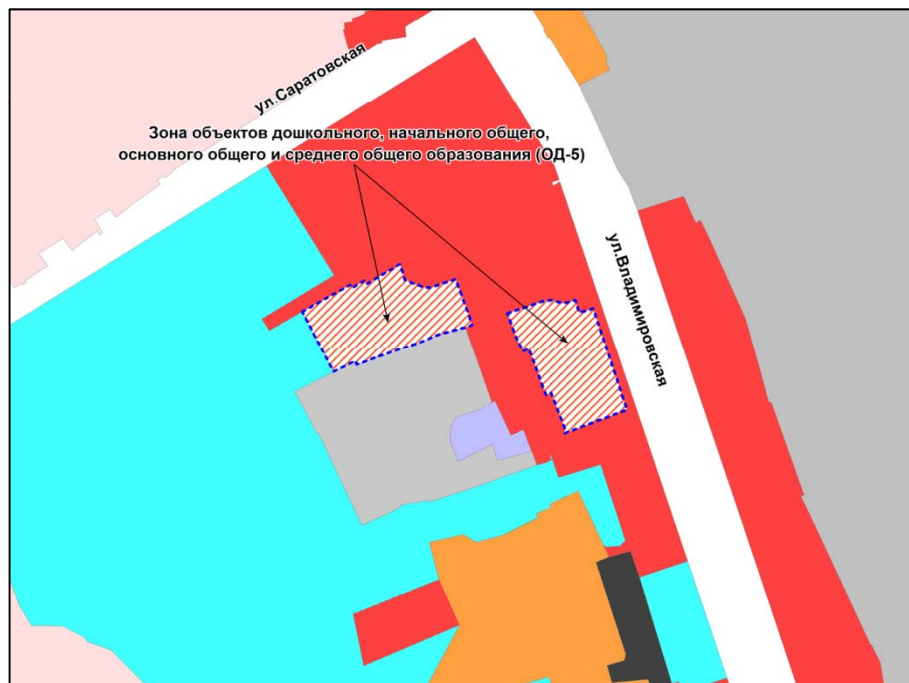 ул.Саратовская
Зона объектов дошкольного, начального общего,
основного общего и среднего общего образования (ОД-5)
ул.Владимировская